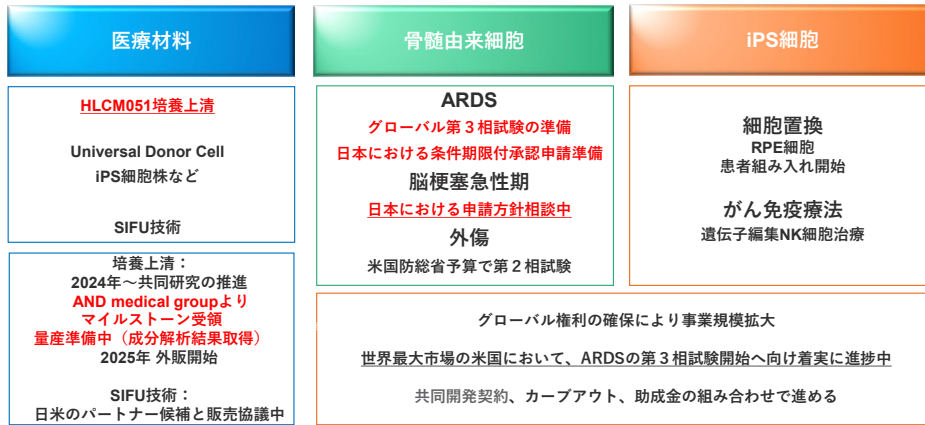 医療材料
HLCM051培養上清
Universal Donor Cell
iPS細胞株など
SIFU技術
培養上清：
2024年～共同研究の推進
AND medical groupより
マイルストーン受領
量産準備中（成分解析結果取得）
2025年 外販開始
SIFU技術：
日米のパートナー候補と販売協議中
骨髄由来細胞
ARDS
グローバル第３相試験の準備
日本における条件期限付承認申請準備
脳梗塞急性期
日本における申請方針相談中
外傷
米国防総省予算で第２相試験
iPS細胞
細胞置換
RPE細胞
患者組み入れ開始
がん免疫療法
遺伝子編集NK細胞治療
グローバル権利の確保により事業規模拡大
世界最大市場の米国において、ARDSの第３相試験開始へ向け着実に進捗中
共同開発契約、カーブアウト、助成金の組み合わせで進める